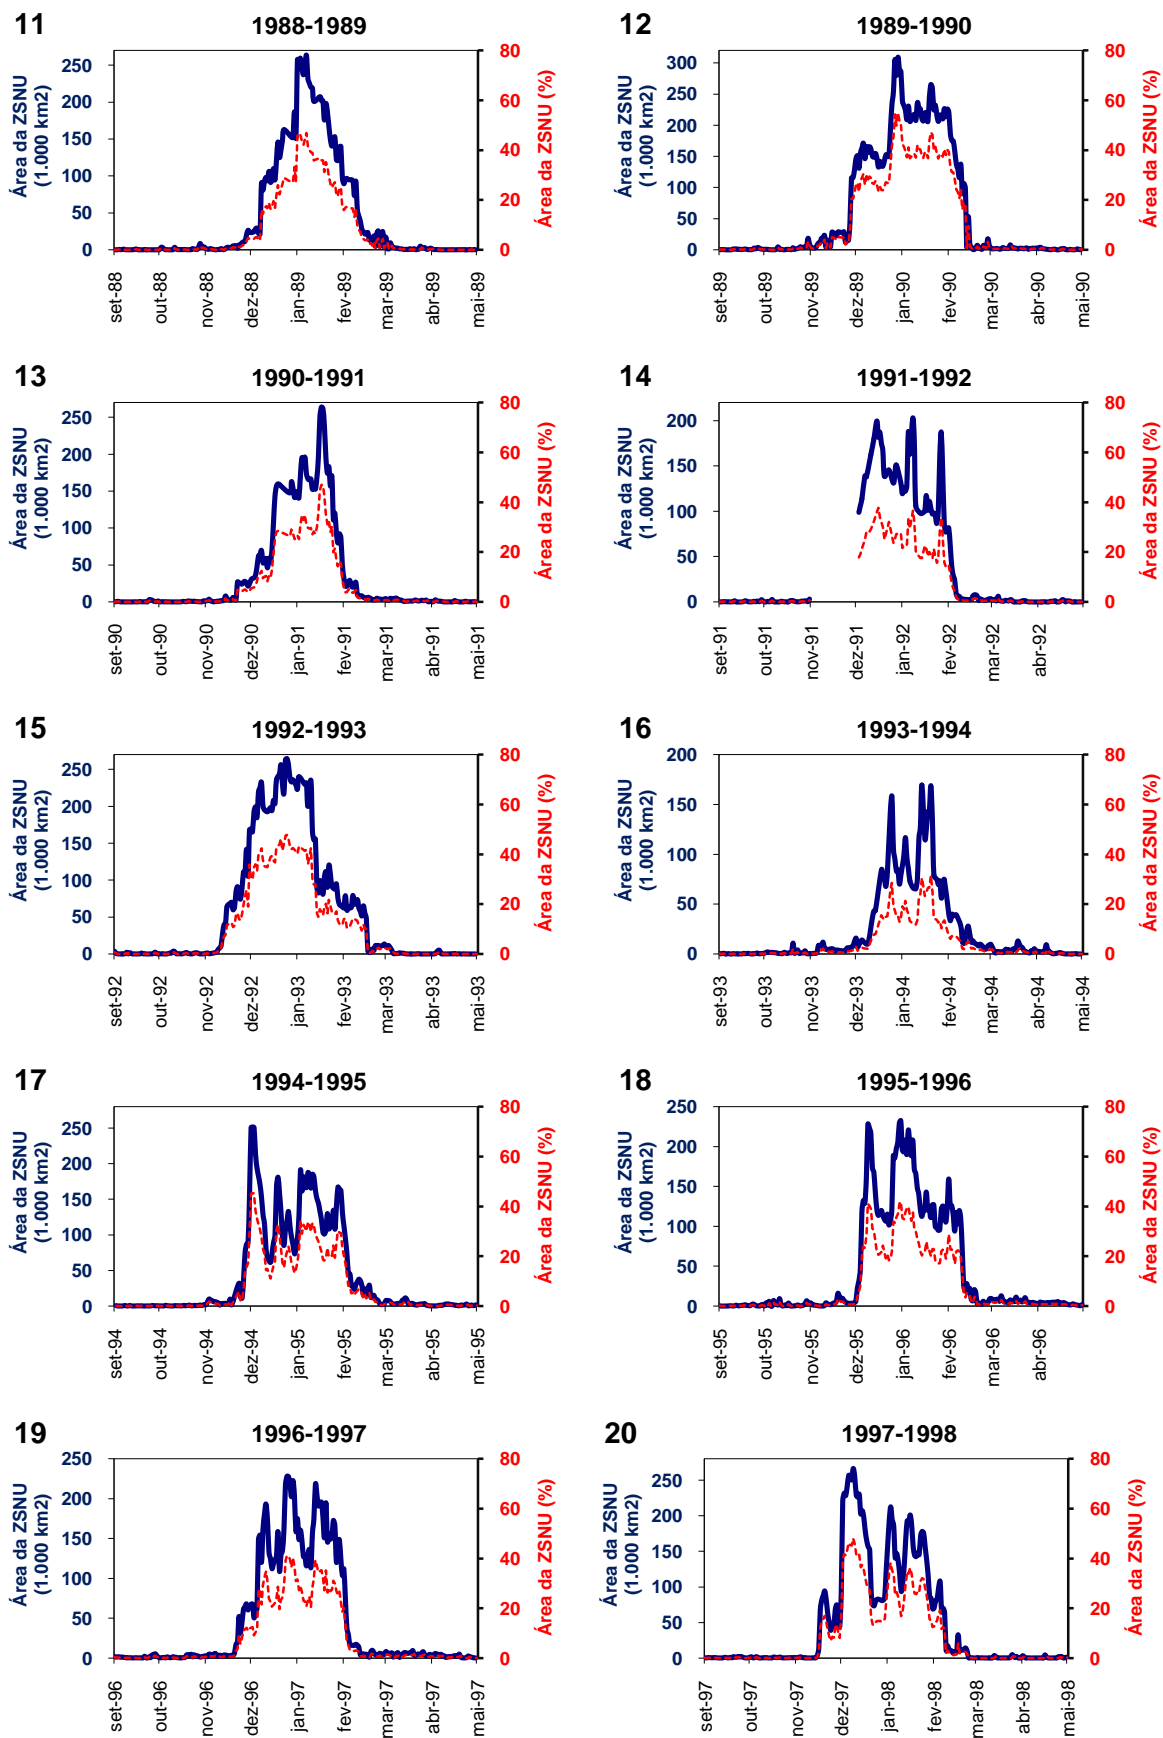 11
1988-1989
Área da ZSNU
(1.000 km2)
250
200
150
100
50
0
80
60
40
20
0
Área da ZSNU (%)
set-88
out-88
nov-88
dez-88
jan-89
fev-89
mar-89
abr-89
mai-89
12
1989-1990
Área da ZSNU
(1.000 km2)
300
250
200
150
100
50
0
80
60
40
20
0
Área da ZSNU (%)
set-89
out-89
nov-89
dez-89
jan-90
fev-90
mar-90
abr-90
mai-90
13
1990-1991
Área da ZSNU
(1.000 km2)
250
200
150
100
50
0
80
60
40
20
0
Área da ZSNU (%)
set-90
out-90
nov-90
dez-90
jan-91
fev-91
mar-91
abr-91
mai-91
14
1991-1992
Área da ZSNU
(1.000 km2)
200
150
100
50
0
80
60
40
20
0
Área da ZSNU (%)
set-91
out-91
nov-91
dez-91
jan-92
fev-92
mar-92
abr-92
15
1992-1993
Área da ZSNU
(1.000 km2)
250
200
150
100
50
0
80
60
40
20
0
Área da ZSNU (%)
set-92
out-92
nov-92
dez-92
jan-93
fev-93
mar-93
abr-93
mai-93
16
1993-1994
Área da ZSNU
(1.000 km2)
200
150
100
50
0
80
60
40
20
0
Área da ZSNU (%)
set-93
out-93
nov-93
dez-93
jan-94
fev-94
mar-94
abr-94
mai-94
17
1994-1995
Área da ZSNU
(1.000 km2)
250
200
150
100
50
0
80
60
40
20
0
Área da ZSNU (%)
set-94
out-94
nov-94
dez-94
jan-95
fev-95
mar-95
abr-95
mai-95
18
1995-1996
Área da ZSNU
(1.000 km2)
250
200
150
100
50
0
80
60
40
20
0
Área da ZSNU (%)
set-95
out-95
nov-95
dez-95
jan-96
fev-96
mar-96
abr-96
19
1996-1997
Área da ZSNU
(1.000 km2)
250
200
150
100
50
0
80
60
40
20
0
Área da ZSNU (%)
set-96
out-96
nov-96
dez-96
jan-97
fev-97
mar-97
abr-97
mai-97
20
1997-1998
Área da ZSNU
(1.000 km2)
250
200
150
100
50
0
80
60
40
20
0
Área da ZSNU (%)
set-97
out-97
nov-97
dez-97
jan-98
fev-98
mar-98
abr-98
mai-98